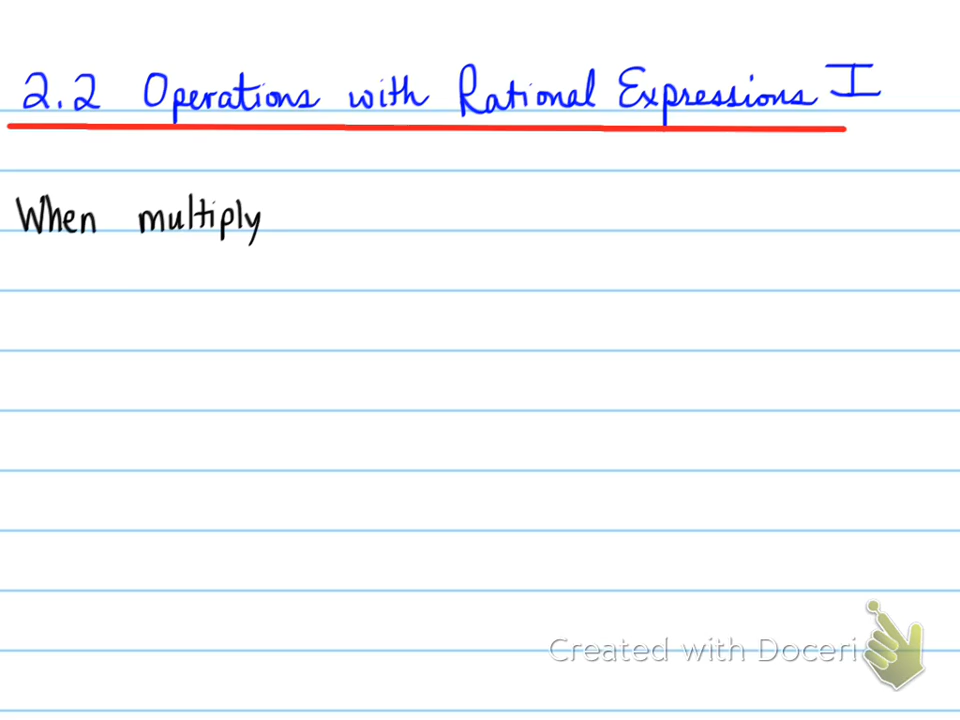 2.2 Operations with Rational Expressions I
When multiply
Created with Doceri